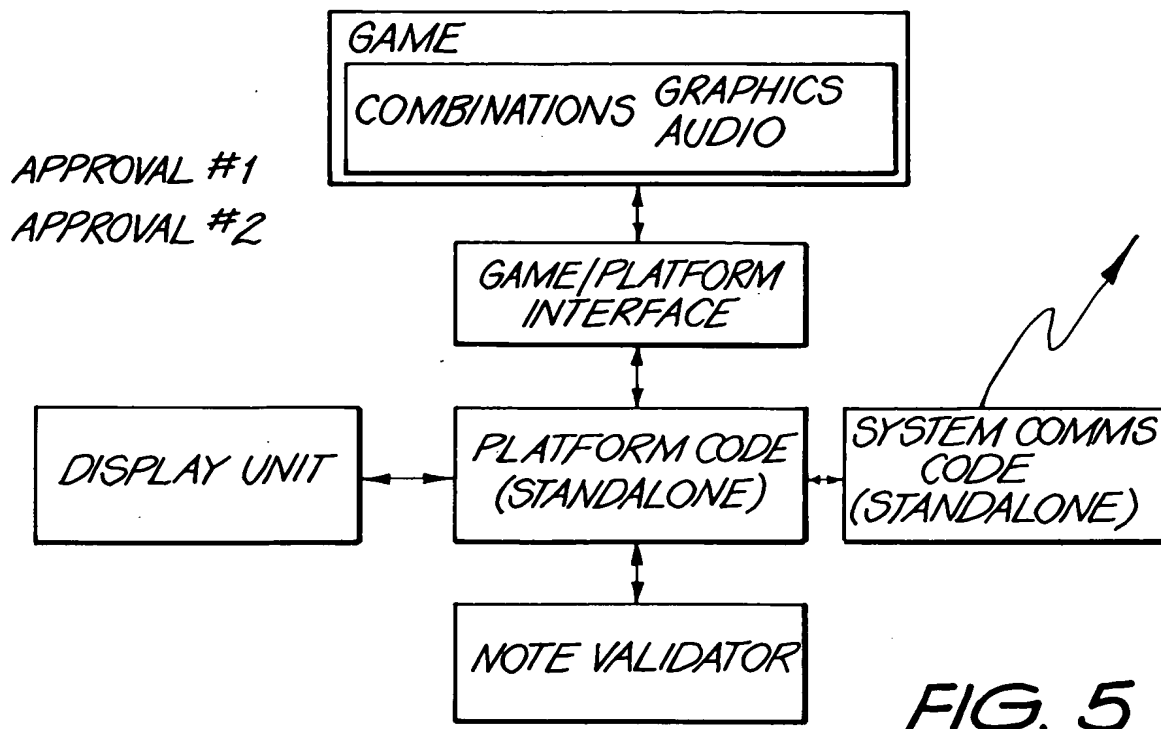 GAME
COMBINATIONS GRAPHICS
AUDIO
APPROVAL #1
APPROVAL #2
GAME/PLATFORM
INTERFACE
DISPLAY UNIT
PLATFORM CODE
(STANDALONE)
SYSTEM COMMS
CODE
(STANDALONE)
NOTE VALIDATOR
FIG. 5